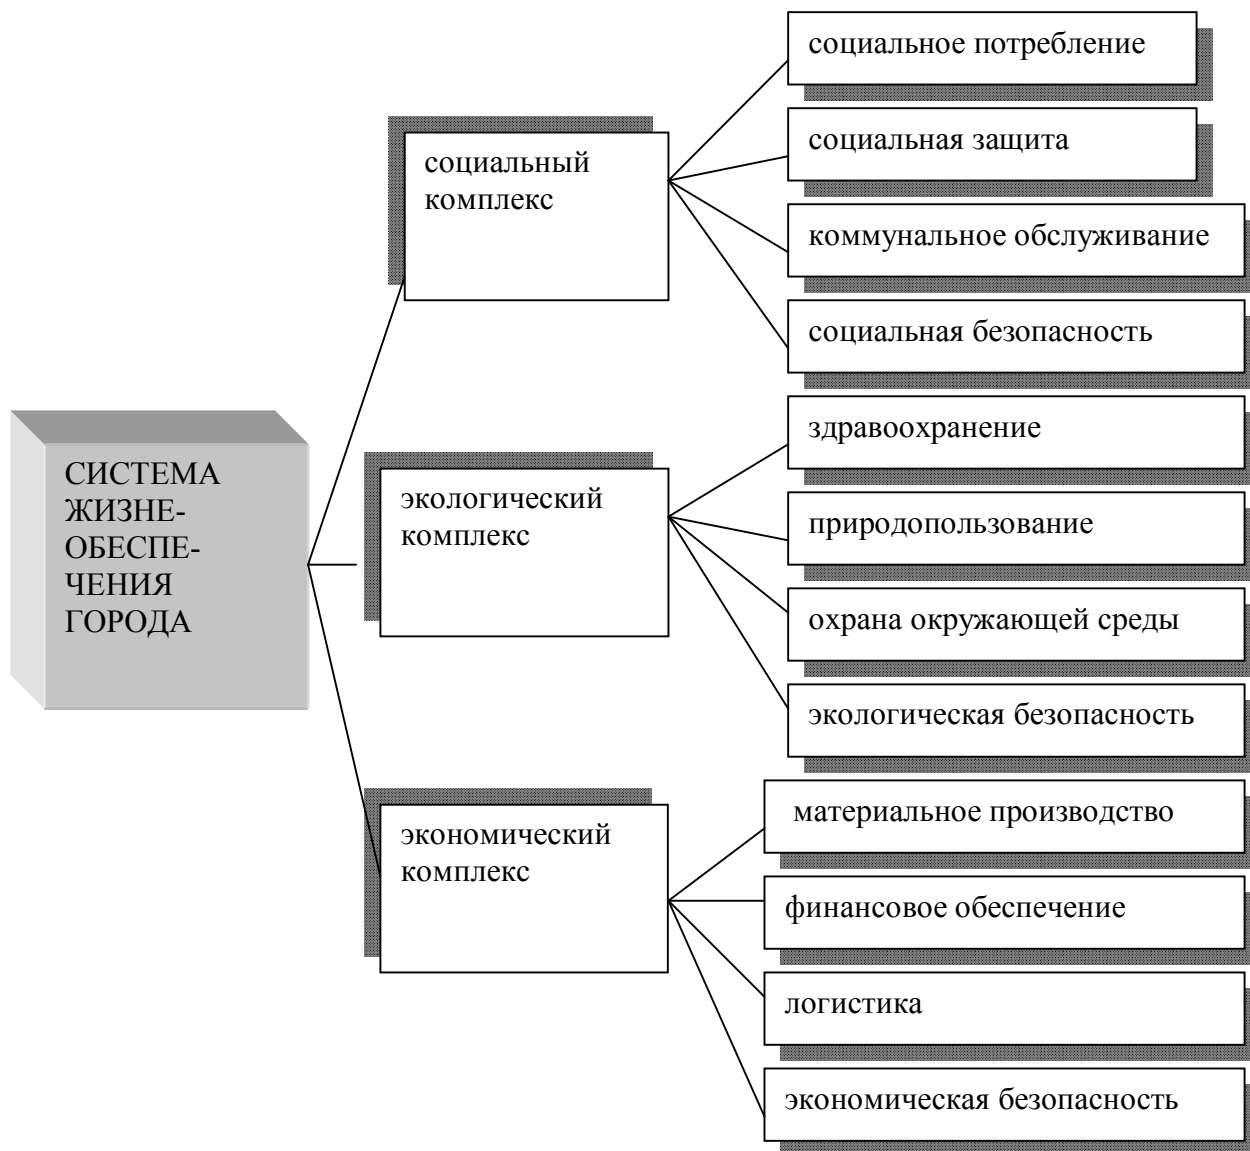 СИСТЕМА
ЖИЗНЕ-
ОБЕСПЕ-
ЧЕНИЯ
ГОРОДА
социальный
комплекс
социальное потребление
социальная защита
коммунальное обслуживание
социальная безопасность
экологический
комплекс
здравоохранение
природопользование
охрана окружающей среды
экологическая безопасность
экономический
комплекс
материальное производство
финансовое обеспечение
логистика
экономическая безопасность